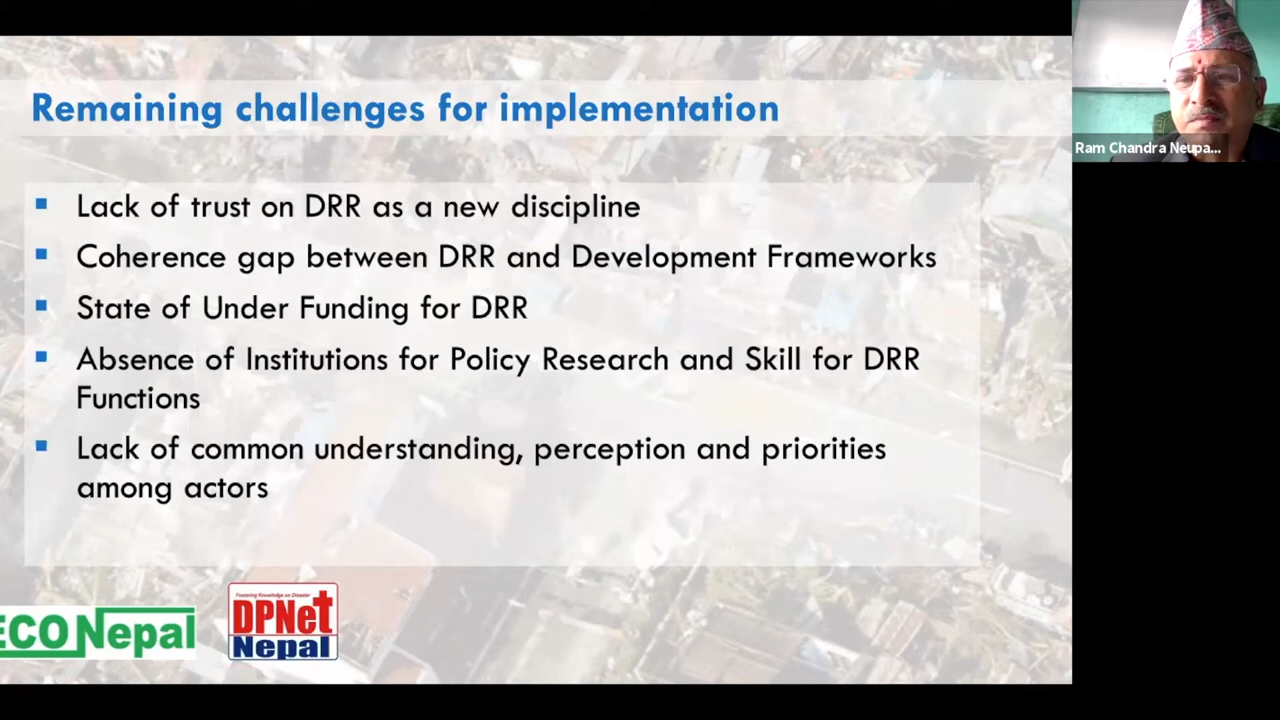 Remaining challenges for implementation
Ram Chandra Neupa...
▪ Lack of trust on DRR as a new discipline
▪ Coherence gap between DRR and Development Frameworks
▪ State of Under Funding for DRR
▪ Absence of Institutions for Policy Research and Skill for DRR
Functions
▪ Lack of common understanding, perception and priorities
among actors
ECO Nepal
Fostering Knowledge on Disaster
DPNet
Nepal